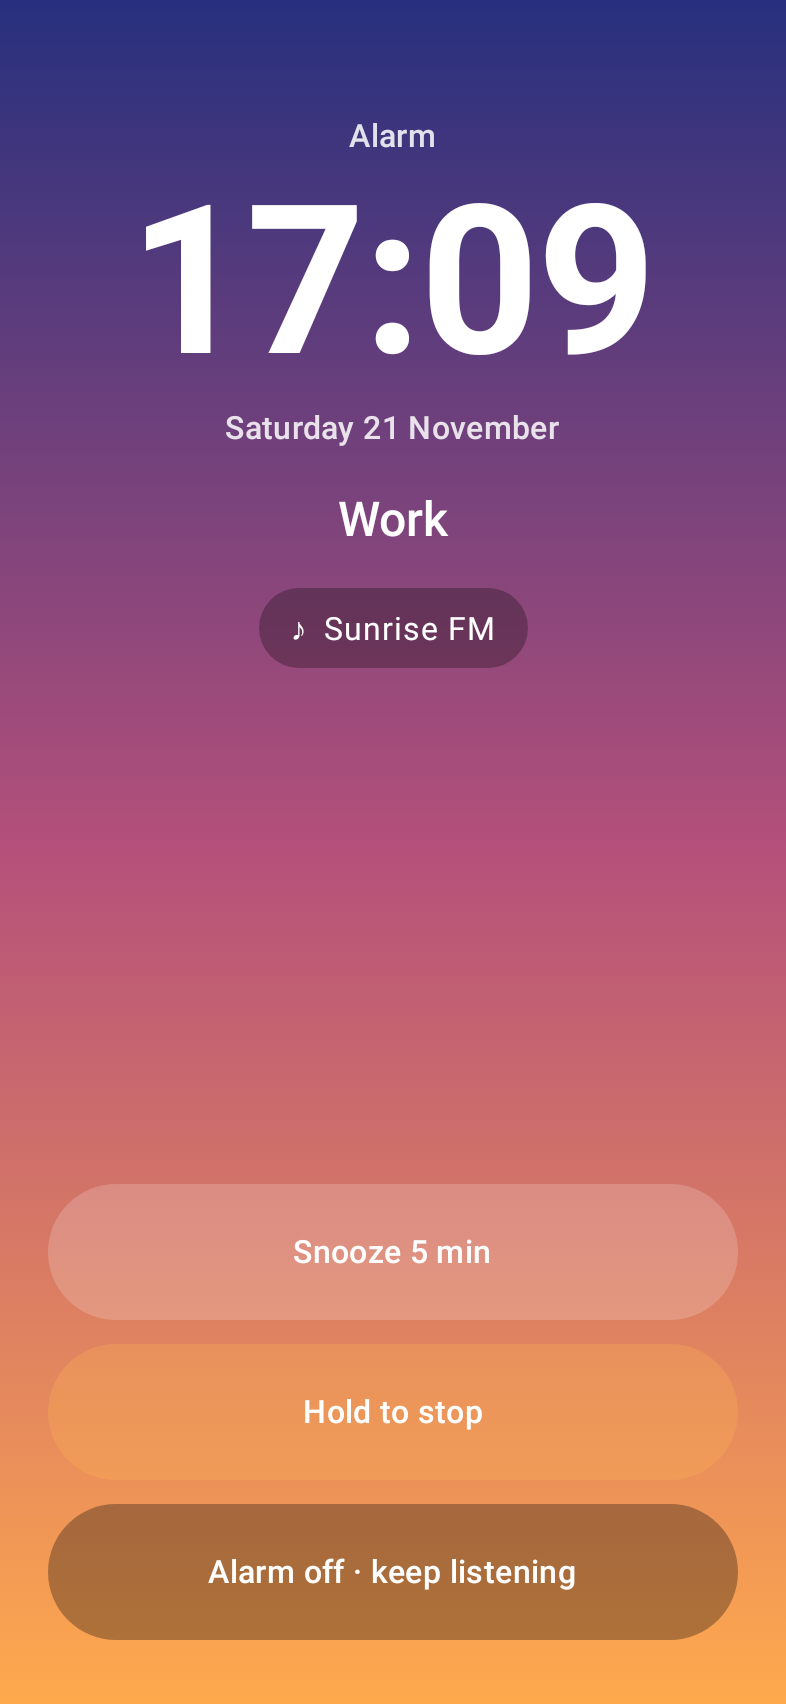 Alarm
17:09
Saturday 21 November
Work
♪ Sunrise FM
Snooze 5 min
Hold to stop
Alarm off · keep listening